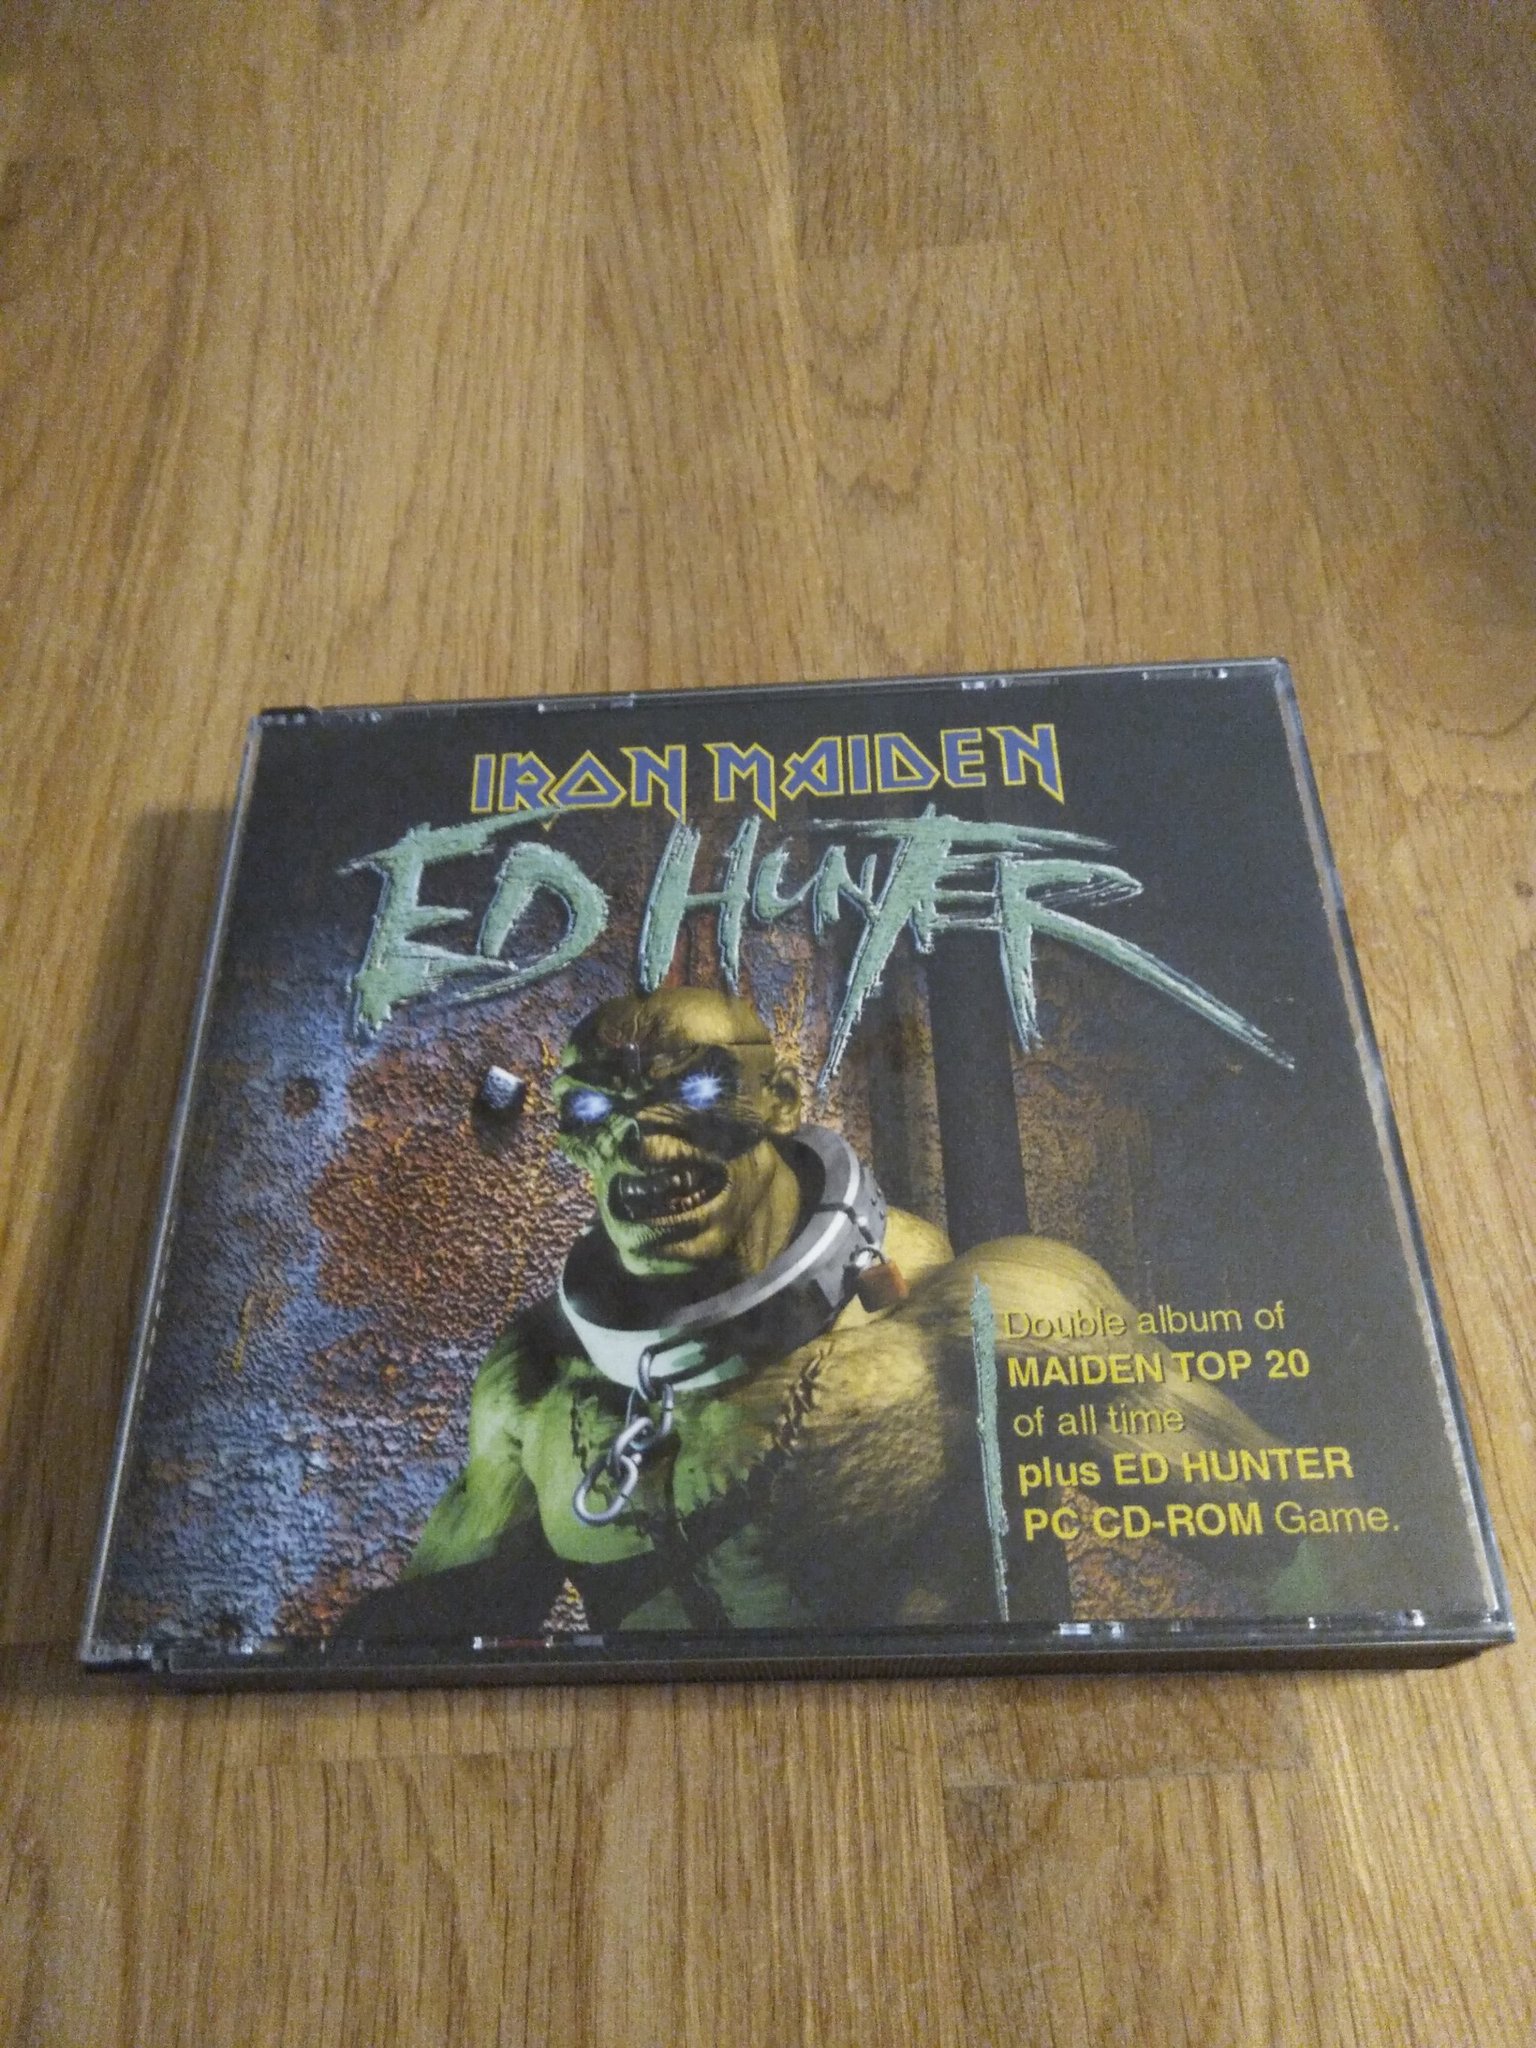 IRON MAIDEN
ED HUNTER
Double album of
MAIDEN TOP 20
of all time
plus ED HUNTER
PC CD-ROM Game.